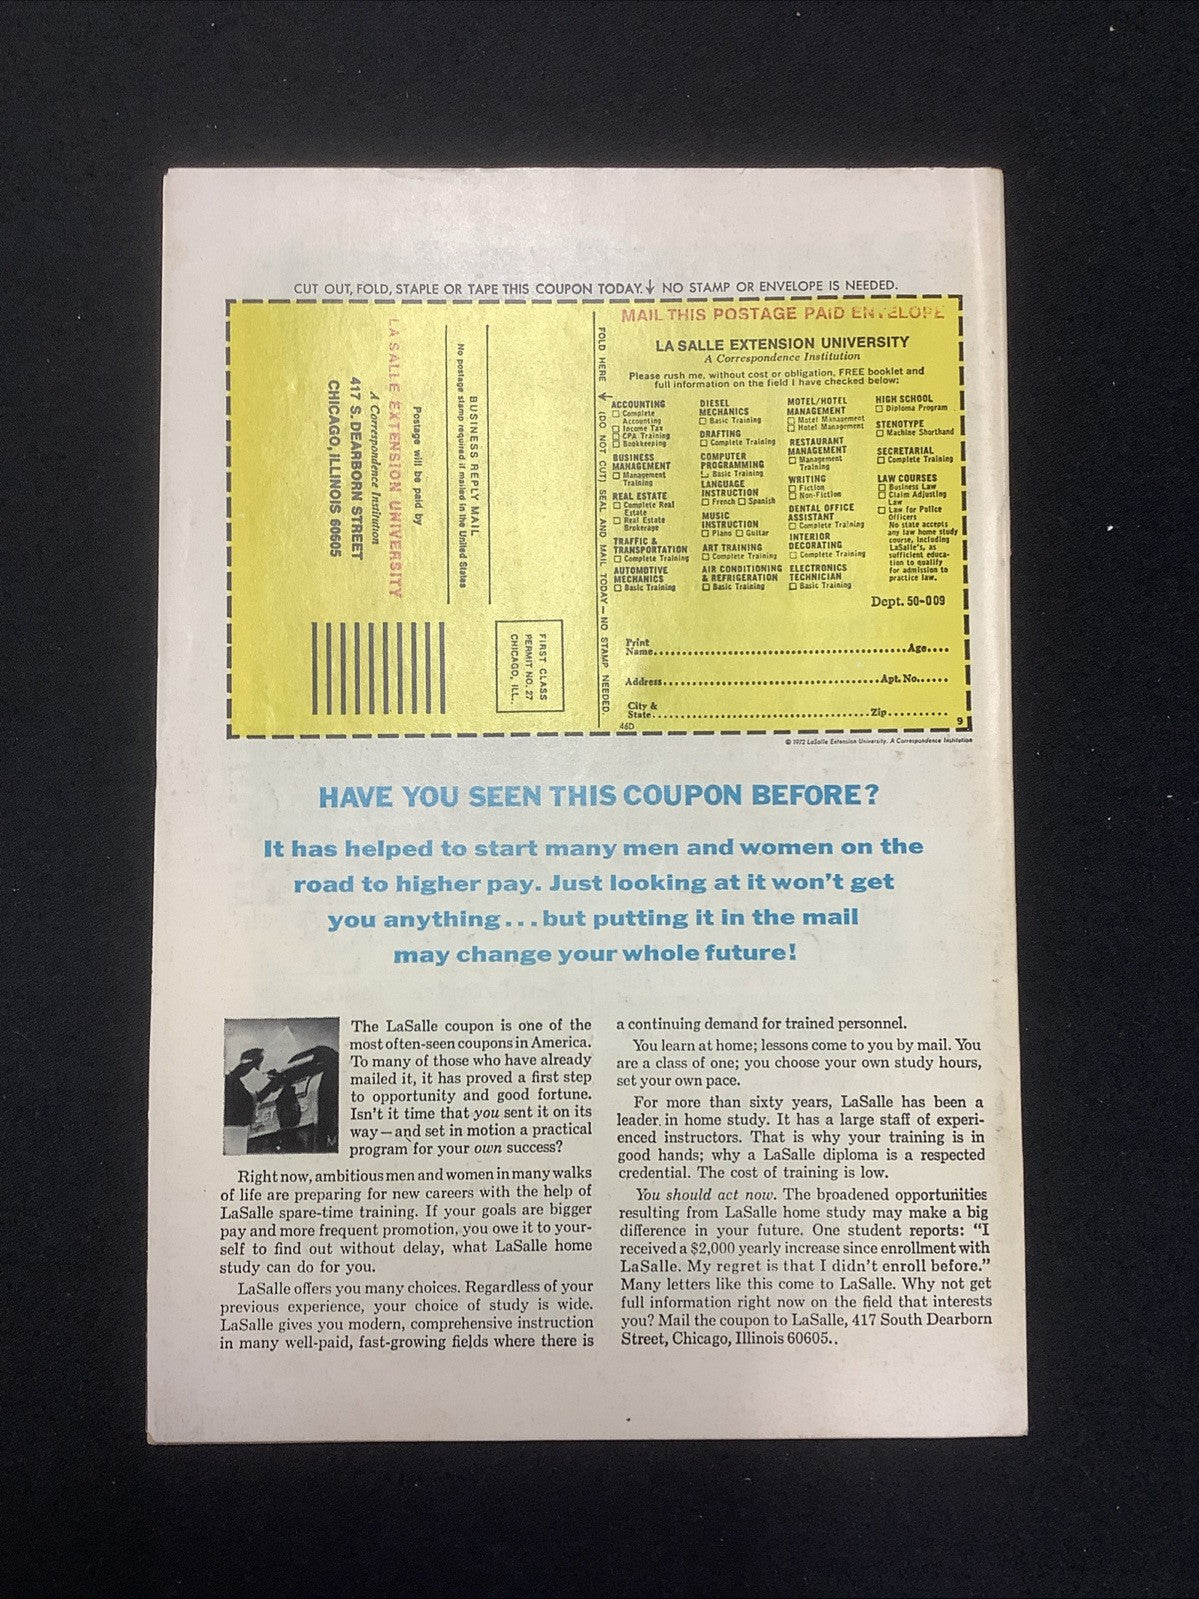 CUT OUT, FOLD, STAPLE OR TAPE THIS COUPON TODAY. ↓ NO STAMP OR ENVELOPE IS NEEDED.
LA SALLE EXTENSION UNIVERSITY
A Correspondence Institution
417 S. DEARBORN STREET
CHICAGO, ILLINOIS 60605
Postage will be paid by
No postage stamp required if mailed in the United States
BUSINESS REPLY MAIL
FIRST CLASS
PERMIT NO. 27
CHICAGO, ILL.
FOLD HERE ↓ (DO NOT CUT) SEAL AND MAIL TODAY — NO STAMP NEEDED.
MAIL THIS POSTAGE PAID ENVELOPE
LA SALLE EXTENSION UNIVERSITY
A Correspondence Institution
Please rush me, without cost or obligation, FREE booklet and
full information on the field I have checked below:
ACCOUNTING
☐ Complete
Accounting
☐ Income Tax
☐ CPA Training
☐ Bookkeeping
BUSINESS
MANAGEMENT
☐ Management
Training
REAL ESTATE
☐ Complete Real
Estate
☐ Real Estate
Brokerage
TRAFFIC &
TRANSPORTATION
☐ Complete Training
AUTOMOTIVE
MECHANICS
☐ Basic Training
DIESEL
MECHANICS
☐ Basic Training
DRAFTING
☐ Complete Training
COMPUTER
PROGRAMMING
☐ Basic Training
LANGUAGE
INSTRUCTION
☐ French ☐ Spanish
MUSIC
INSTRUCTION
☐ Piano ☐ Guitar
ART TRAINING
☐ Complete Training
AIR CONDITIONING
& REFRIGERATION
☐ Basic Training
MOTEL/HOTEL
MANAGEMENT
☐ Motel Management
☐ Hotel Management
RESTAURANT
MANAGEMENT
☐ Management
Training
WRITING
☐ Fiction
☐ Non-Fiction
DENTAL OFFICE
ASSISTANT
☐ Complete Training
INTERIOR
DECORATING
☐ Complete Training
ELECTRONICS
TECHNICIAN
☐ Basic Training
HIGH SCHOOL
☐ Diploma Program
STENOTYPE
☐ Machine Shorthand
SECRETARIAL
☐ Complete Training
LAW COURSES
☐ Business Law
☐ Claim Adjusting
Law
☐ Law for Police
Officers
No state accepts
any law home study
course, including
LaSalle's, as
sufficient educa-
tion to qualify
for admission to
practice law.
Dept. 50-009
Print
Name..........Age....
Address..........Apt. No......
City &
State..........Zip..........
46D
9
© 1972 LaSalle Extension University. A Correspondence Institution
HAVE YOU SEEN THIS COUPON BEFORE?
It has helped to start many men and women on the
road to higher pay. Just looking at it won't get
you anything...but putting it in the mail
may change your whole future!
The LaSalle coupon is one of the
most often-seen coupons in America.
To many of those who have already
mailed it, it has proved a first step
to opportunity and good fortune.
Isn't it time that you sent it on its
way—and set in motion a practical
program for your own success?
Right now, ambitious men and women in many walks
of life are preparing for new careers with the help of
LaSalle spare-time training. If your goals are bigger
pay and more frequent promotion, you owe it to your-
self to find out without delay, what LaSalle home
study can do for you.
LaSalle offers you many choices. Regardless of your
previous experience, your choice of study is wide.
LaSalle gives you modern, comprehensive instruction
in many well-paid, fast-growing fields where there is
a continuing demand for trained personnel.
You learn at home; lessons come to you by mail. You
are a class of one; you choose your own study hours,
set your own pace.
For more than sixty years, LaSalle has been a
leader in home study. It has a large staff of experi-
enced instructors. That is why your training is in
good hands; why a LaSalle diploma is a respected
credential. The cost of training is low.
You should act now. The broadened opportunities
resulting from LaSalle home study may make a big
difference in your future. One student reports: "I
received a $2,000 yearly increase since enrollment with
LaSalle. My regret is that I didn't enroll before."
Many letters like this come to LaSalle. Why not get
full information right now on the field that interests
you? Mail the coupon to LaSalle, 417 South Dearborn
Street, Chicago, Illinois 60605..